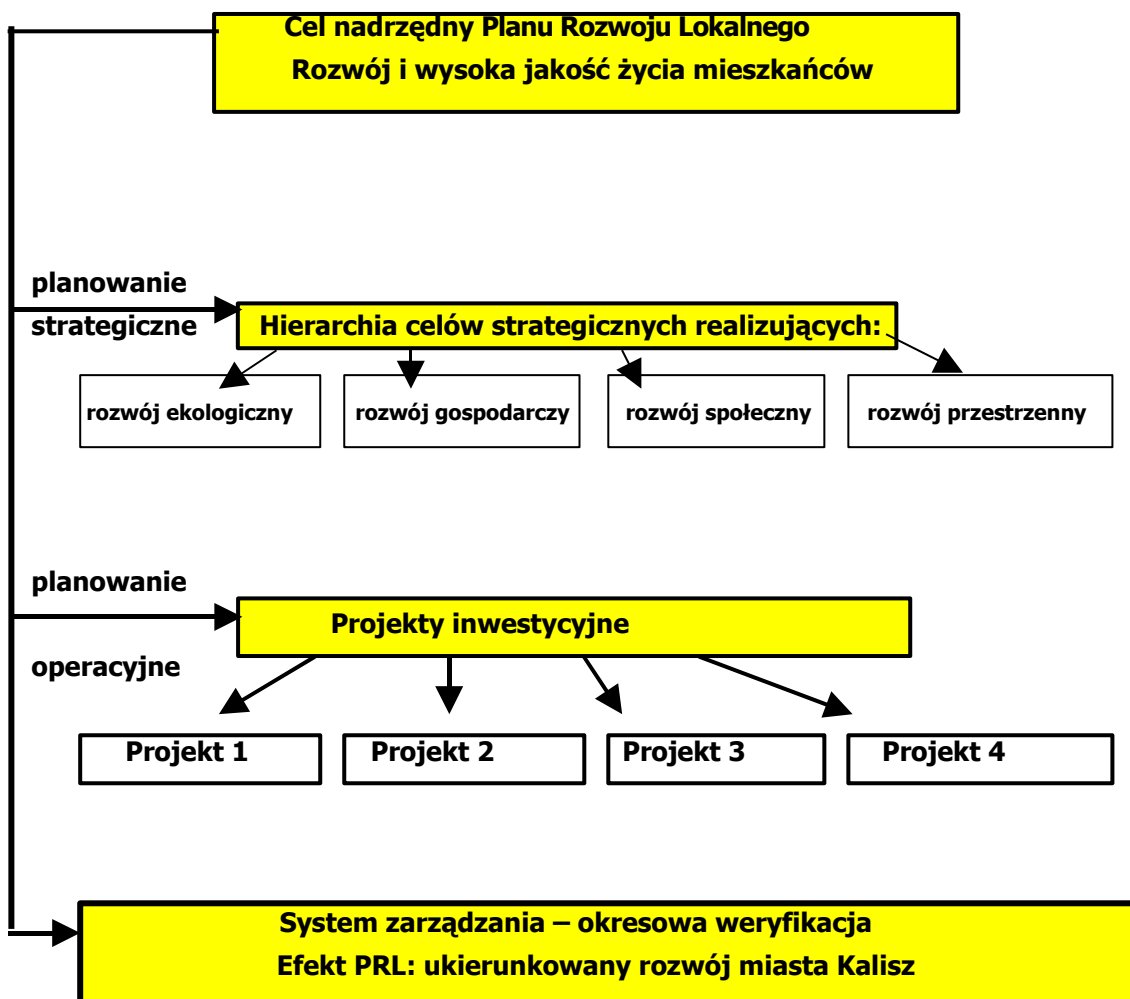 Cel nadrzędny Planu Rozwoju Lokalnego
Rozwój i wysoka jakość życia mieszkańców
planowanie
strategiczne
Hierarchia celów strategicznych realizujących:
rozwój ekologiczny
rozwój gospodarczy
rozwój społeczny
rozwój przestrzenny
planowanie
operacyjne
Projekty inwestycyjne
Projekt 1
Projekt 2
Projekt 3
Projekt 4
System zarządzania – okresowa weryfikacja
Efekt PRL: ukierunkowany rozwój miasta Kalisz